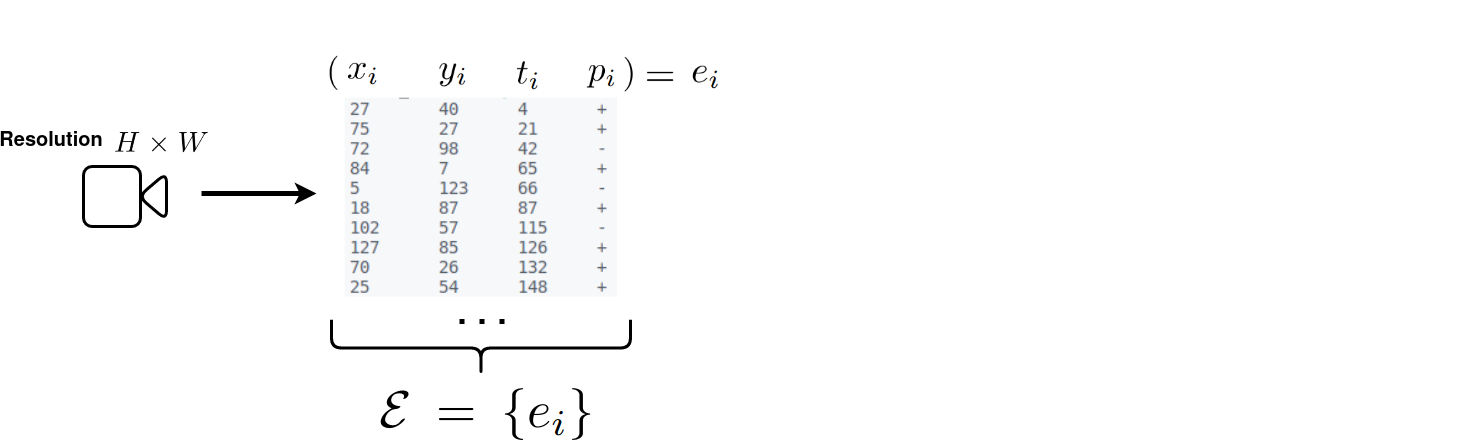 ( x_i y_i t_i p_i ) = e_i
27 40 4 +
75 27 21 +
72 98 42 -
84 7 65 +
5 123 66 -
18 87 87 +
102 57 115 -
127 85 126 +
70 26 132 +
25 54 148 +
...
Resolution H × W
ℰ = {e_i}